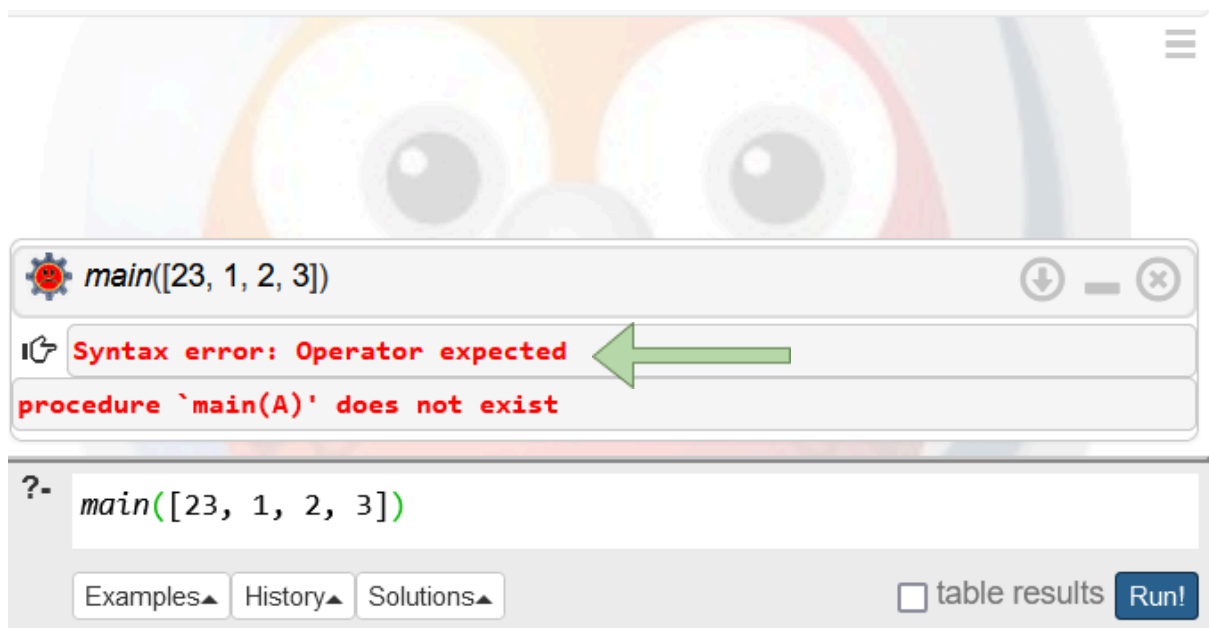 main([23, 1, 2, 3])
Syntax error: Operator expected
procedure `main(A)' does not exist
?-
main([23, 1, 2, 3])
Examples History Solutions table results Run!